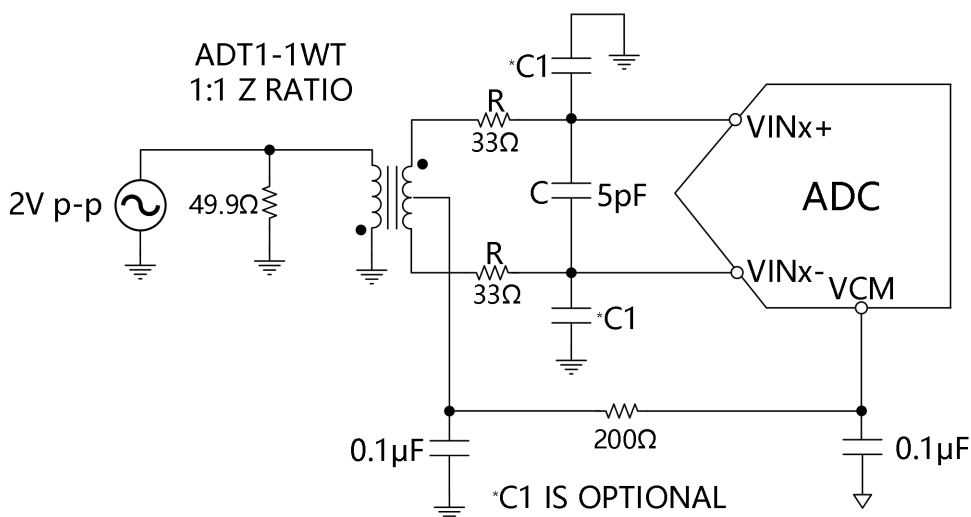 ADT1-1WT
1:1 Z RATIO
*C1
R
33Ω
VINx+
2V p-p
49.9Ω
C
5pF
ADC
R
33Ω
VINx-
VCM
*C1
200Ω
0.1μF
0.1μF
*C1 IS OPTIONAL